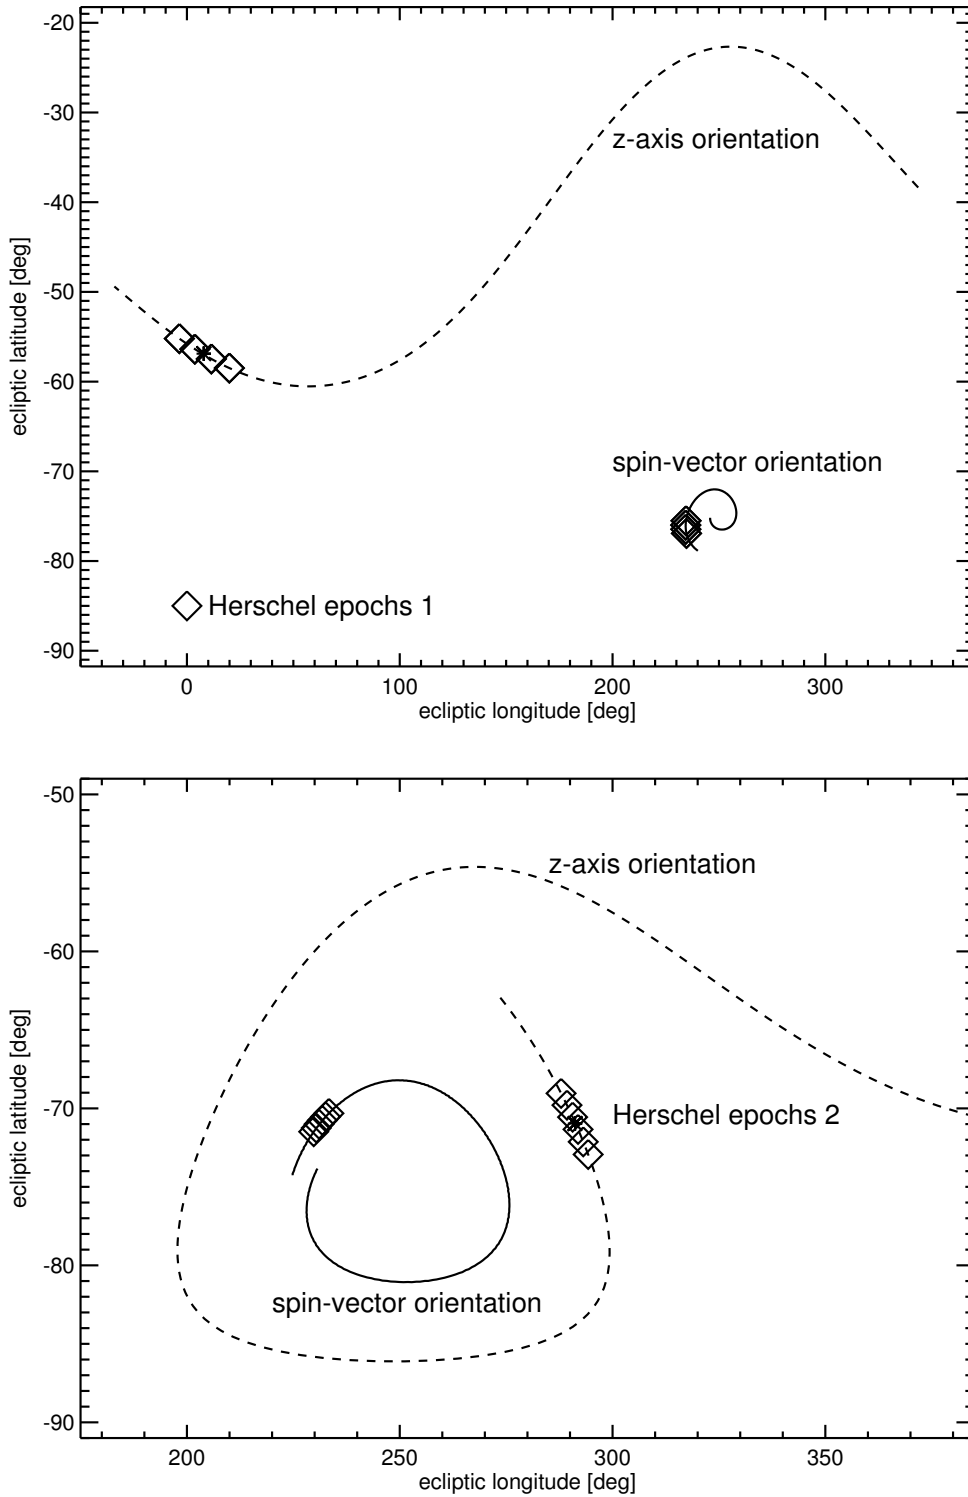 -20
-30
z-axis orientation
-40
-50
-60
ecliptic latitude [deg]
-70
spin-vector orientation
-80
Herschel epochs 1
-90
0
100
200
300
ecliptic longitude [deg]
-50
z-axis orientation
-60
-70
Herschel epochs 2
ecliptic latitude [deg]
-80
spin-vector orientation
-90
200
250
300
350
ecliptic longitude [deg]